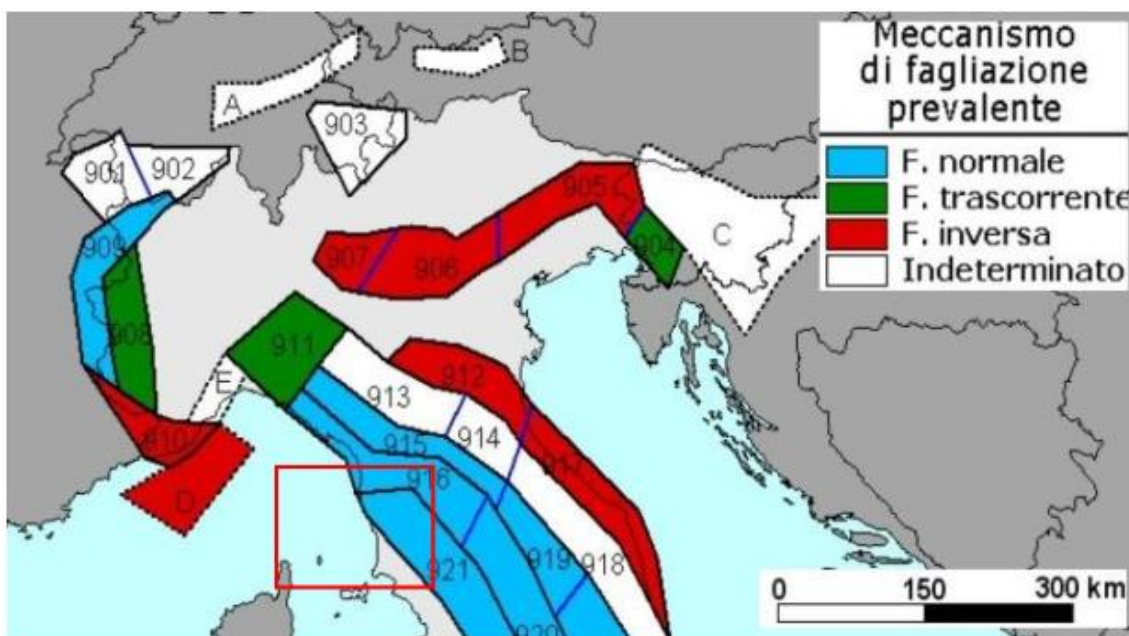 Meccanismo
di fagliazione
prevalente
F. normale
F. trascorrente
F. inversa
Indeterminato
B
A
903
901
902
905
909
904
C
907
906
908
911
E
912
913
910
915
914
916
917
D
921
919
918
920
0 150 300 km